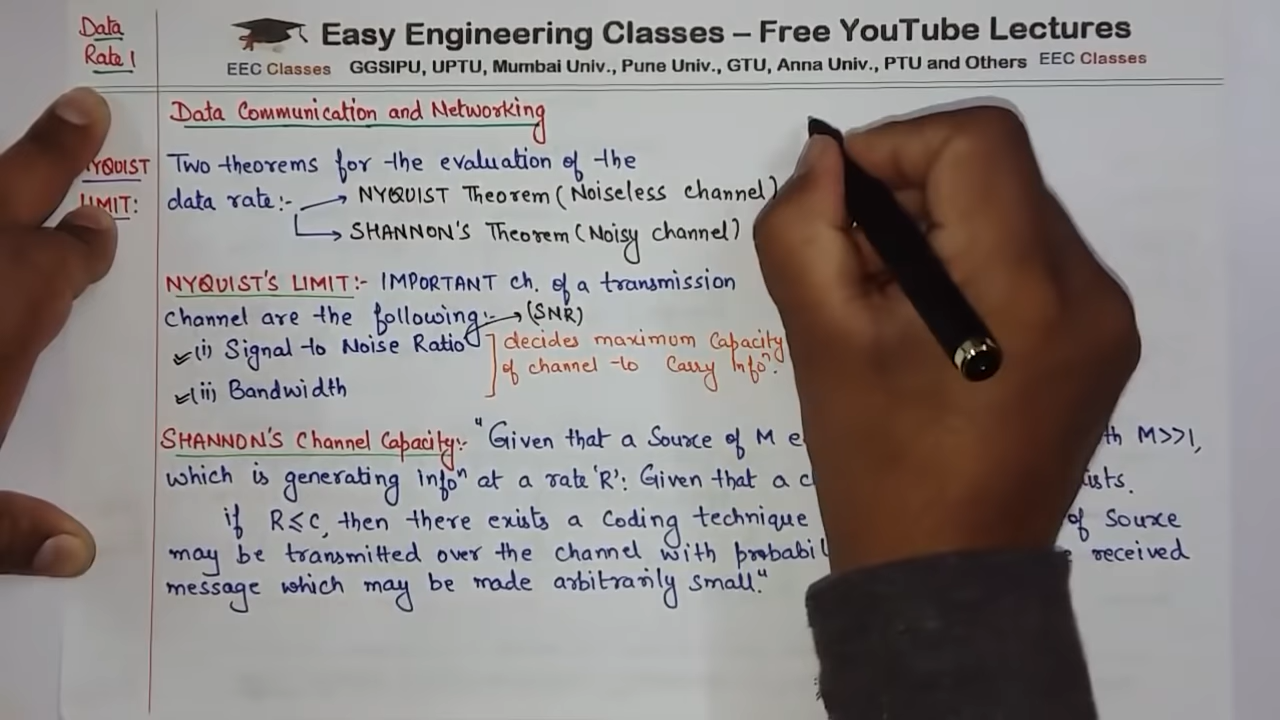 Data
Rate !
Easy Engineering Classes – Free YouTube Lectures
EEC Classes GGSIPU, UPTU, Mumbai Univ., Pune Univ., GTU, Anna Univ., PTU and Others EEC Classes
Data Communication and Networking
YQUIST Two theorems for the evaluation of the
LIMIT: data rate:- NYQUIST Theorem (Noiseless channel)
SHANNON'S Theorem (Noisy channel)
NYQUIST'S LIMIT:- IMPORTANT ch. of a transmission
channel are the following:- (SNR)
(i) Signal to Noise Ratio decides maximum Capacity
(ii) Bandwidth of channel to Carry Infoⁿ.
SHANNON'S Channel Capacity:- "Given that a Source of M M>>1,
which is generating infoⁿ at a rate 'R': Given that a
if R≤C, then there exists a Coding technique of Source
may be transmitted over the channel with received
message which may be made arbitrarily small"